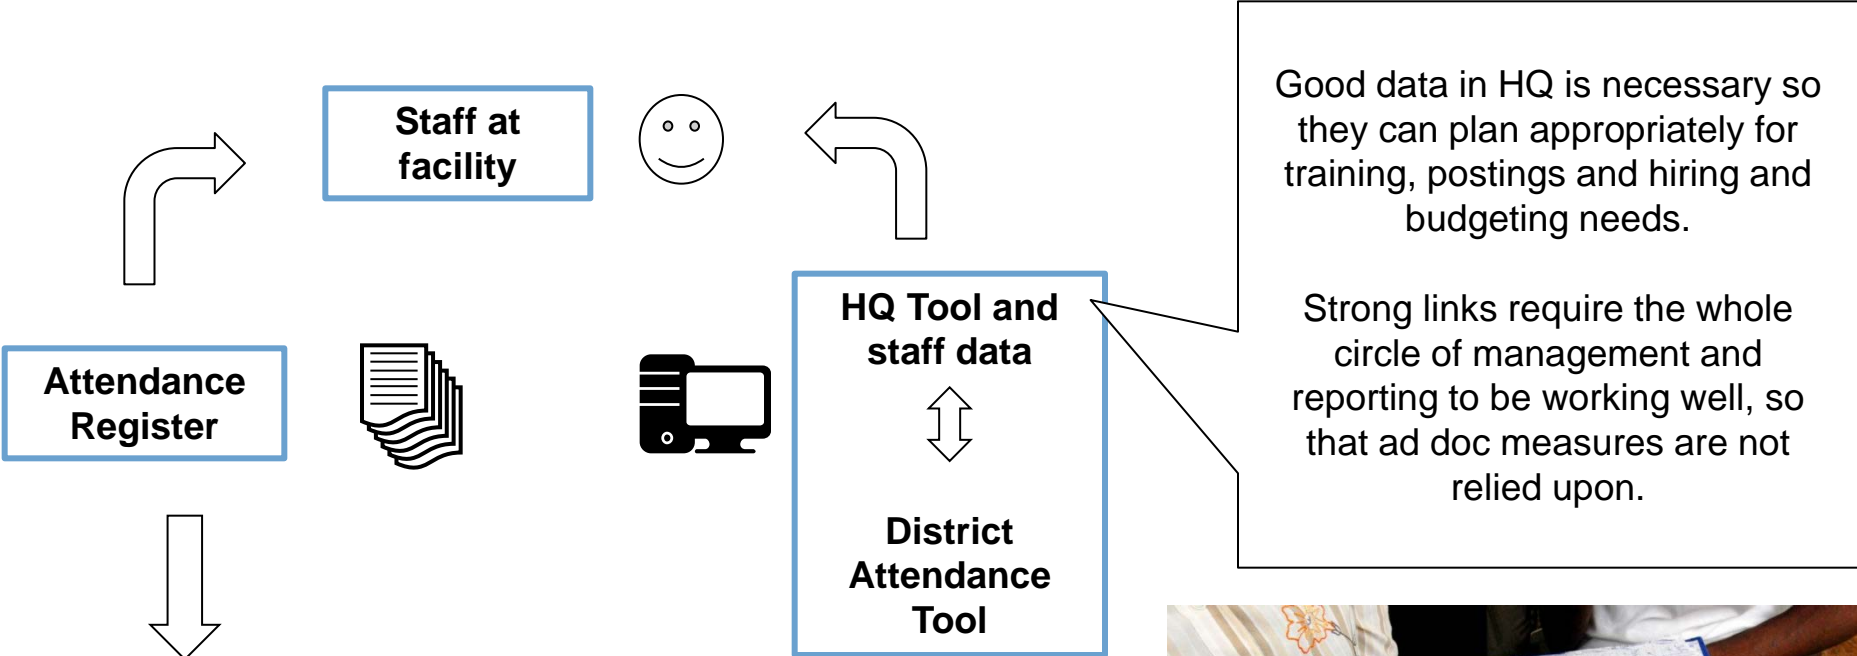 Staff at
facility
Attendance
Register
HQ Tool and
staff data
District
Attendance
Tool
Good data in HQ is necessary so
they can plan appropriately for
training, postings and hiring and
budgeting needs.
Strong links require the whole
circle of management and
reporting to be working well, so
that ad doc measures are not
relied upon.